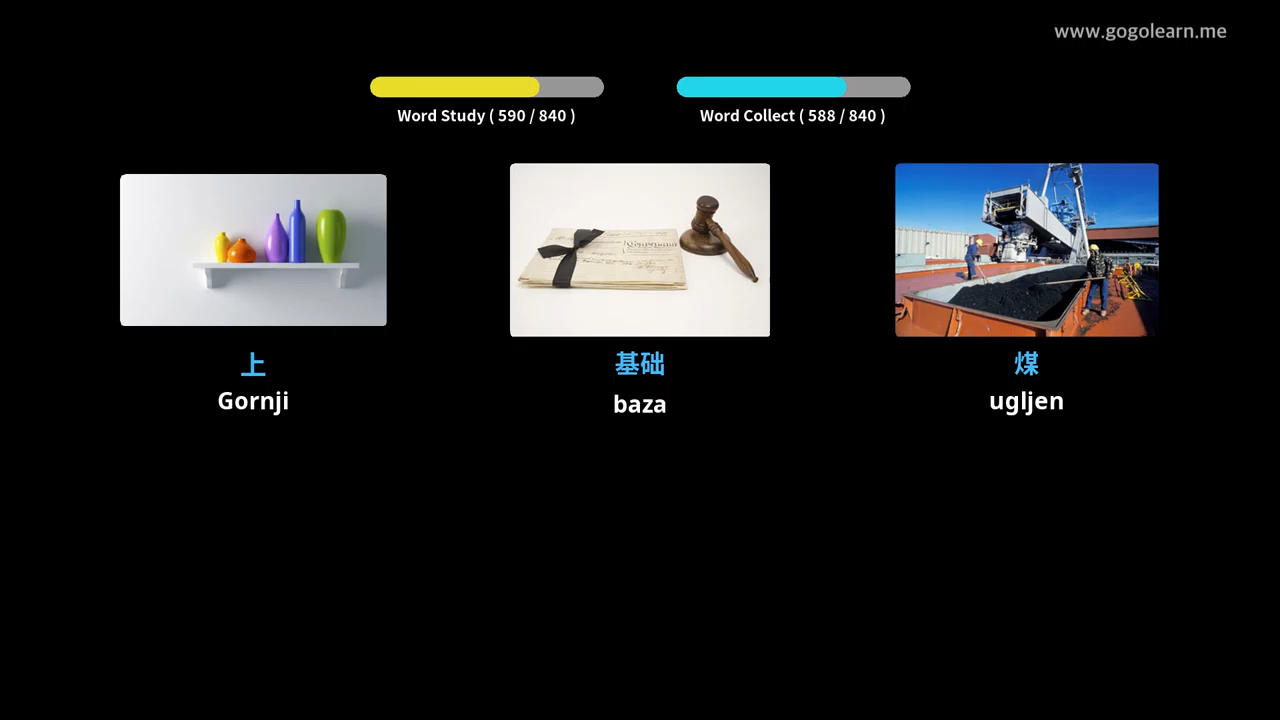 www.gogolearn.me
Word Study ( 590 / 840 )
Word Collect ( 588 / 840 )
上
Gornji
基础
baza
煤
ugljen